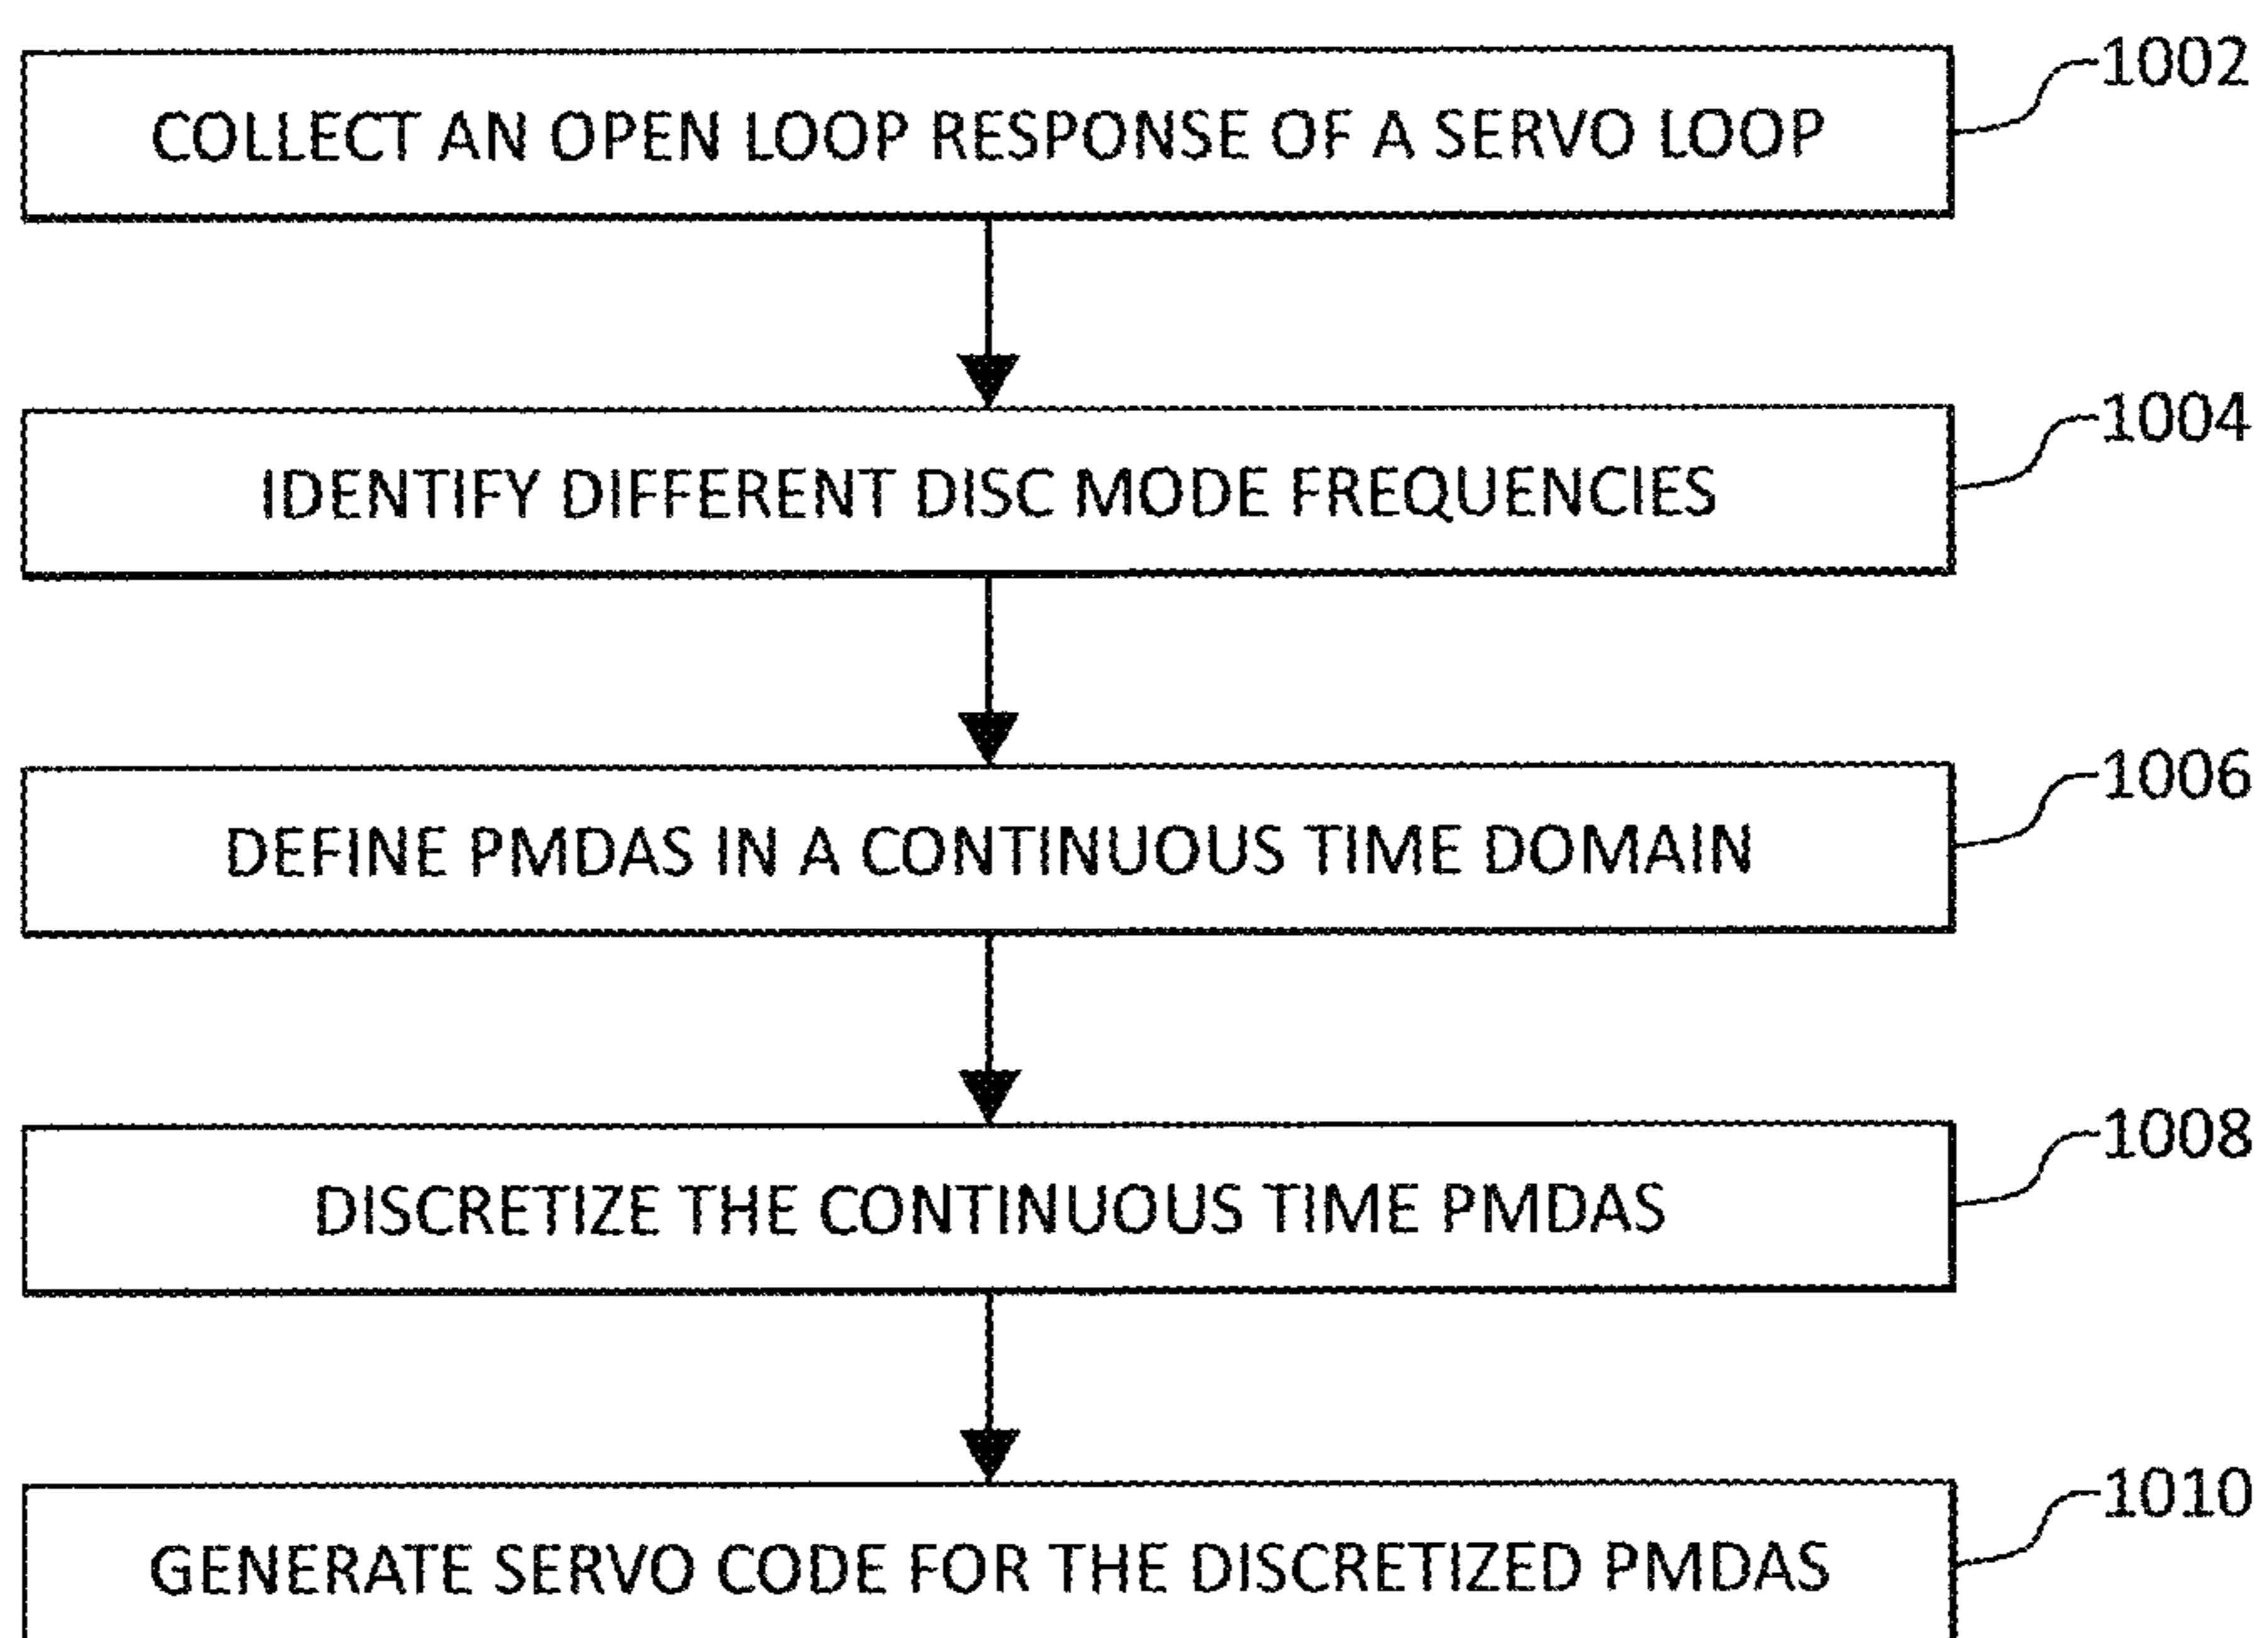 1002
COLLECT AN OPEN LOOP RESPONSE OF A SERVO LOOP
1004
IDENTIFY DIFFERENT DISC MODE FREQUENCIES
1006
DEFINE PMDAS IN A CONTINUOUS TIME DOMAIN
1008
DISCRETIZE THE CONTINUOUS TIME PMDAS
1010
GENERATE SERVO CODE FOR THE DISCRETIZED PMDAS